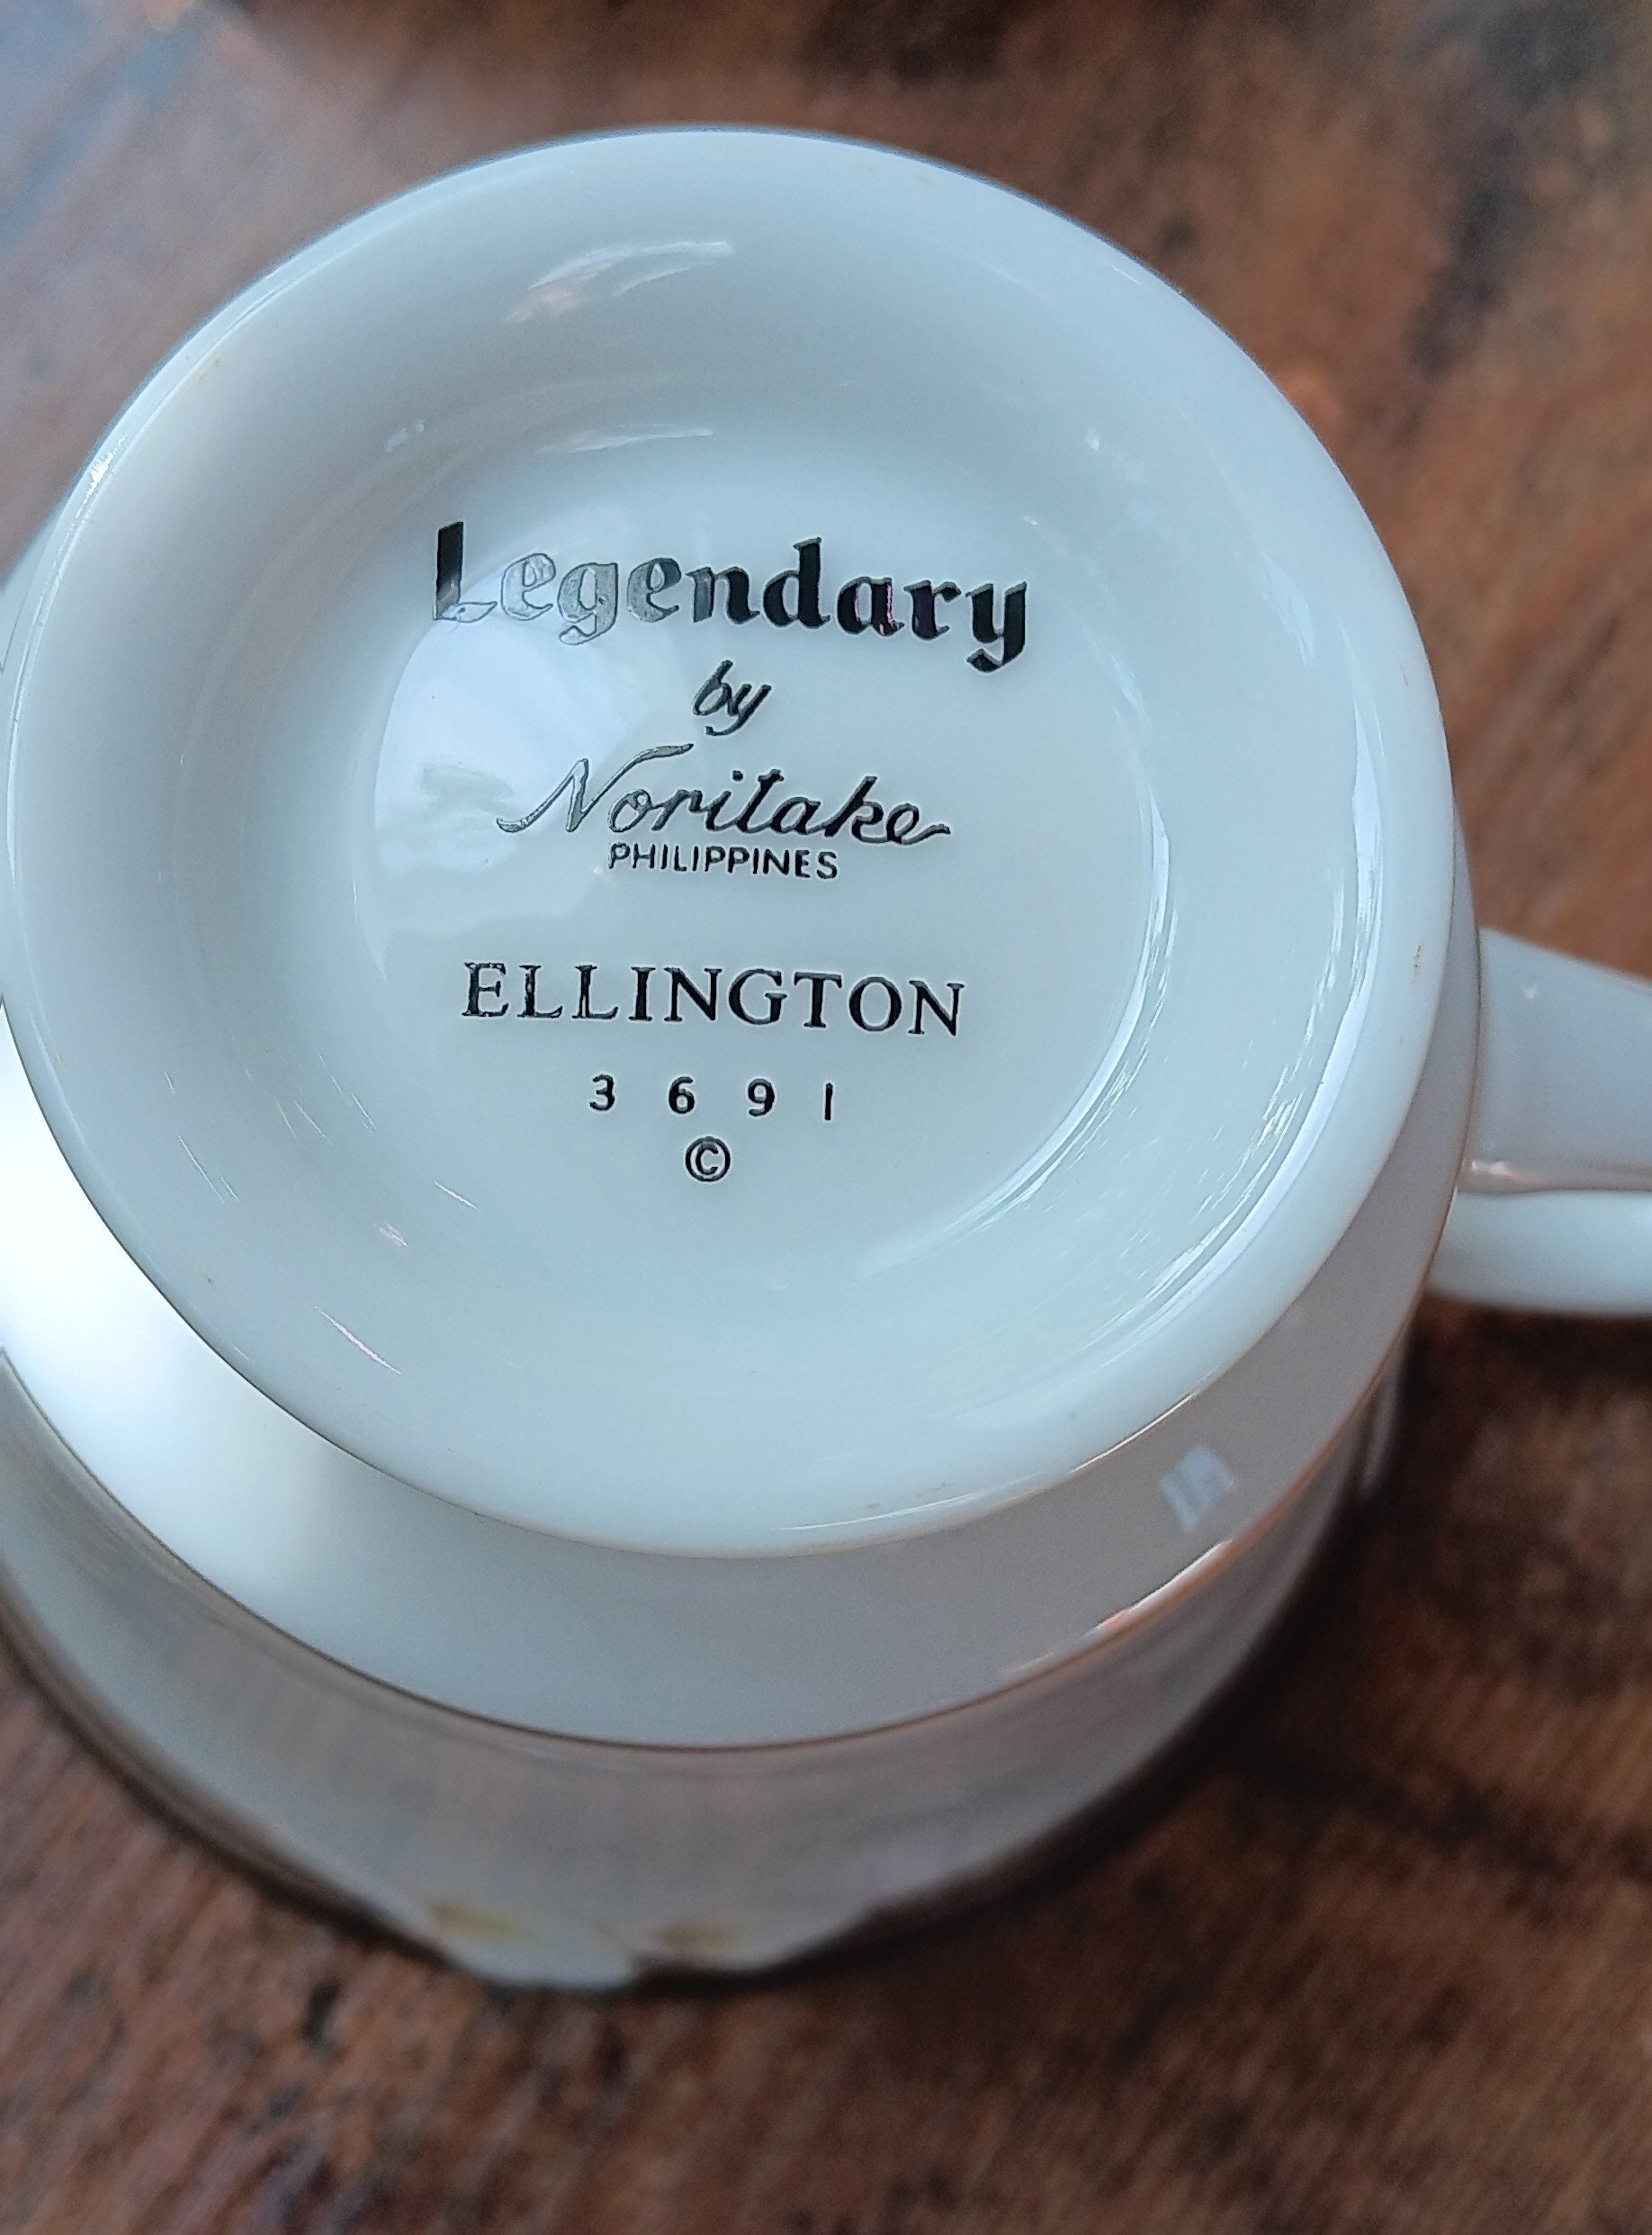 Legendary
by
Noritake
PHILIPPINES
ELLINGTON
3 6 9 1
©